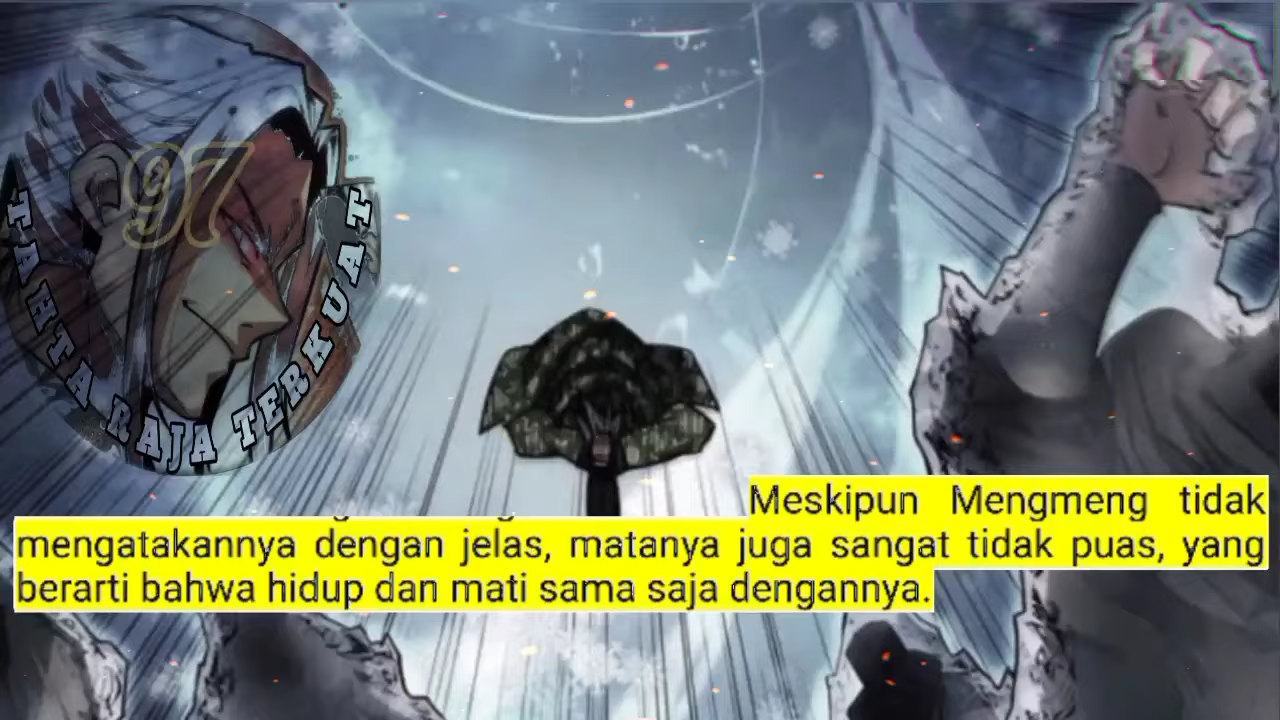 97
TAHTA RAJA TERKUAT
Meskipun Mengmeng tidak
mengatakannya dengan jelas, matanya juga sangat tidak puas, yang
berarti bahwa hidup dan mati sama saja dengannya.